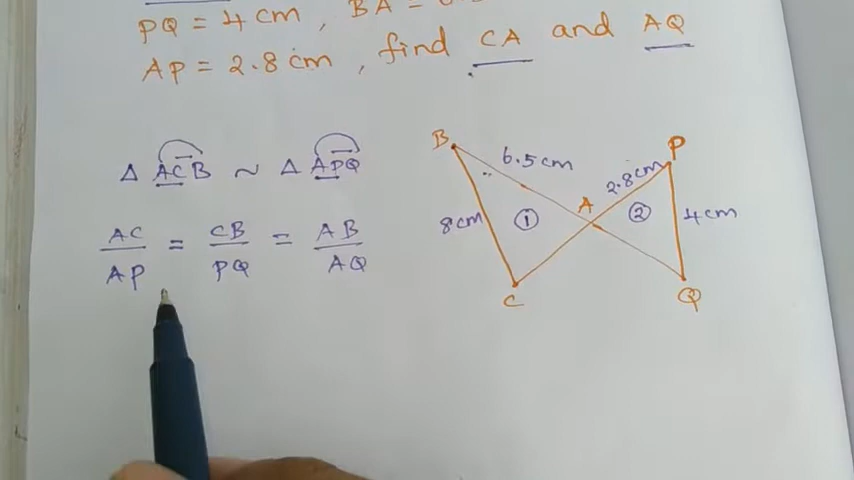 PQ = 4 cm , BA =
AP = 2.8 cm , find CA and AQ
Δ ACB ~ Δ APQ
AC/AP = CB/PQ = AB/AQ
B
6.5 cm
P
2.8 cm
A
8 cm
1
2
4 cm
C
Q